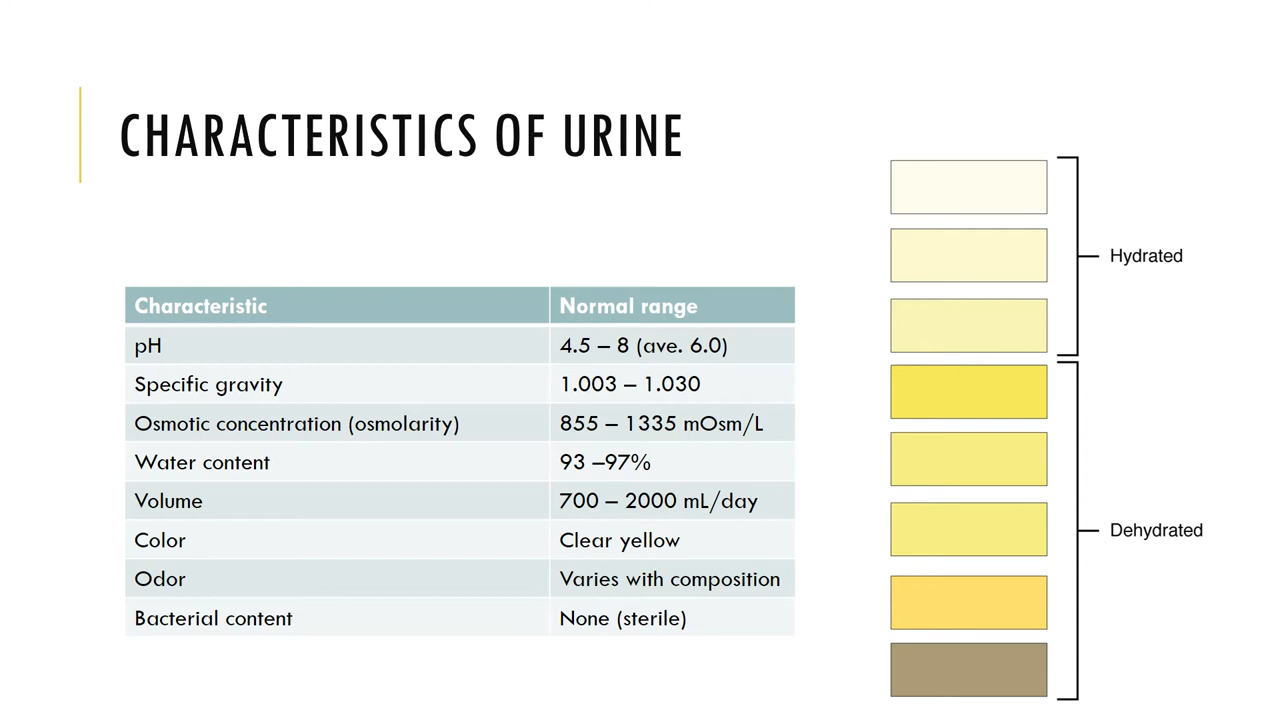 CHARACTERISTICS OF URINE
Characteristic Normal range
pH 4.5 – 8 (ave. 6.0)
Specific gravity 1.003 – 1.030
Osmotic concentration (osmolarity) 855 – 1335 mOsm/L
Water content 93 –97%
Volume 700 – 2000 mL/day
Color Clear yellow
Odor Varies with composition
Bacterial content None (sterile)
Hydrated
Dehydrated